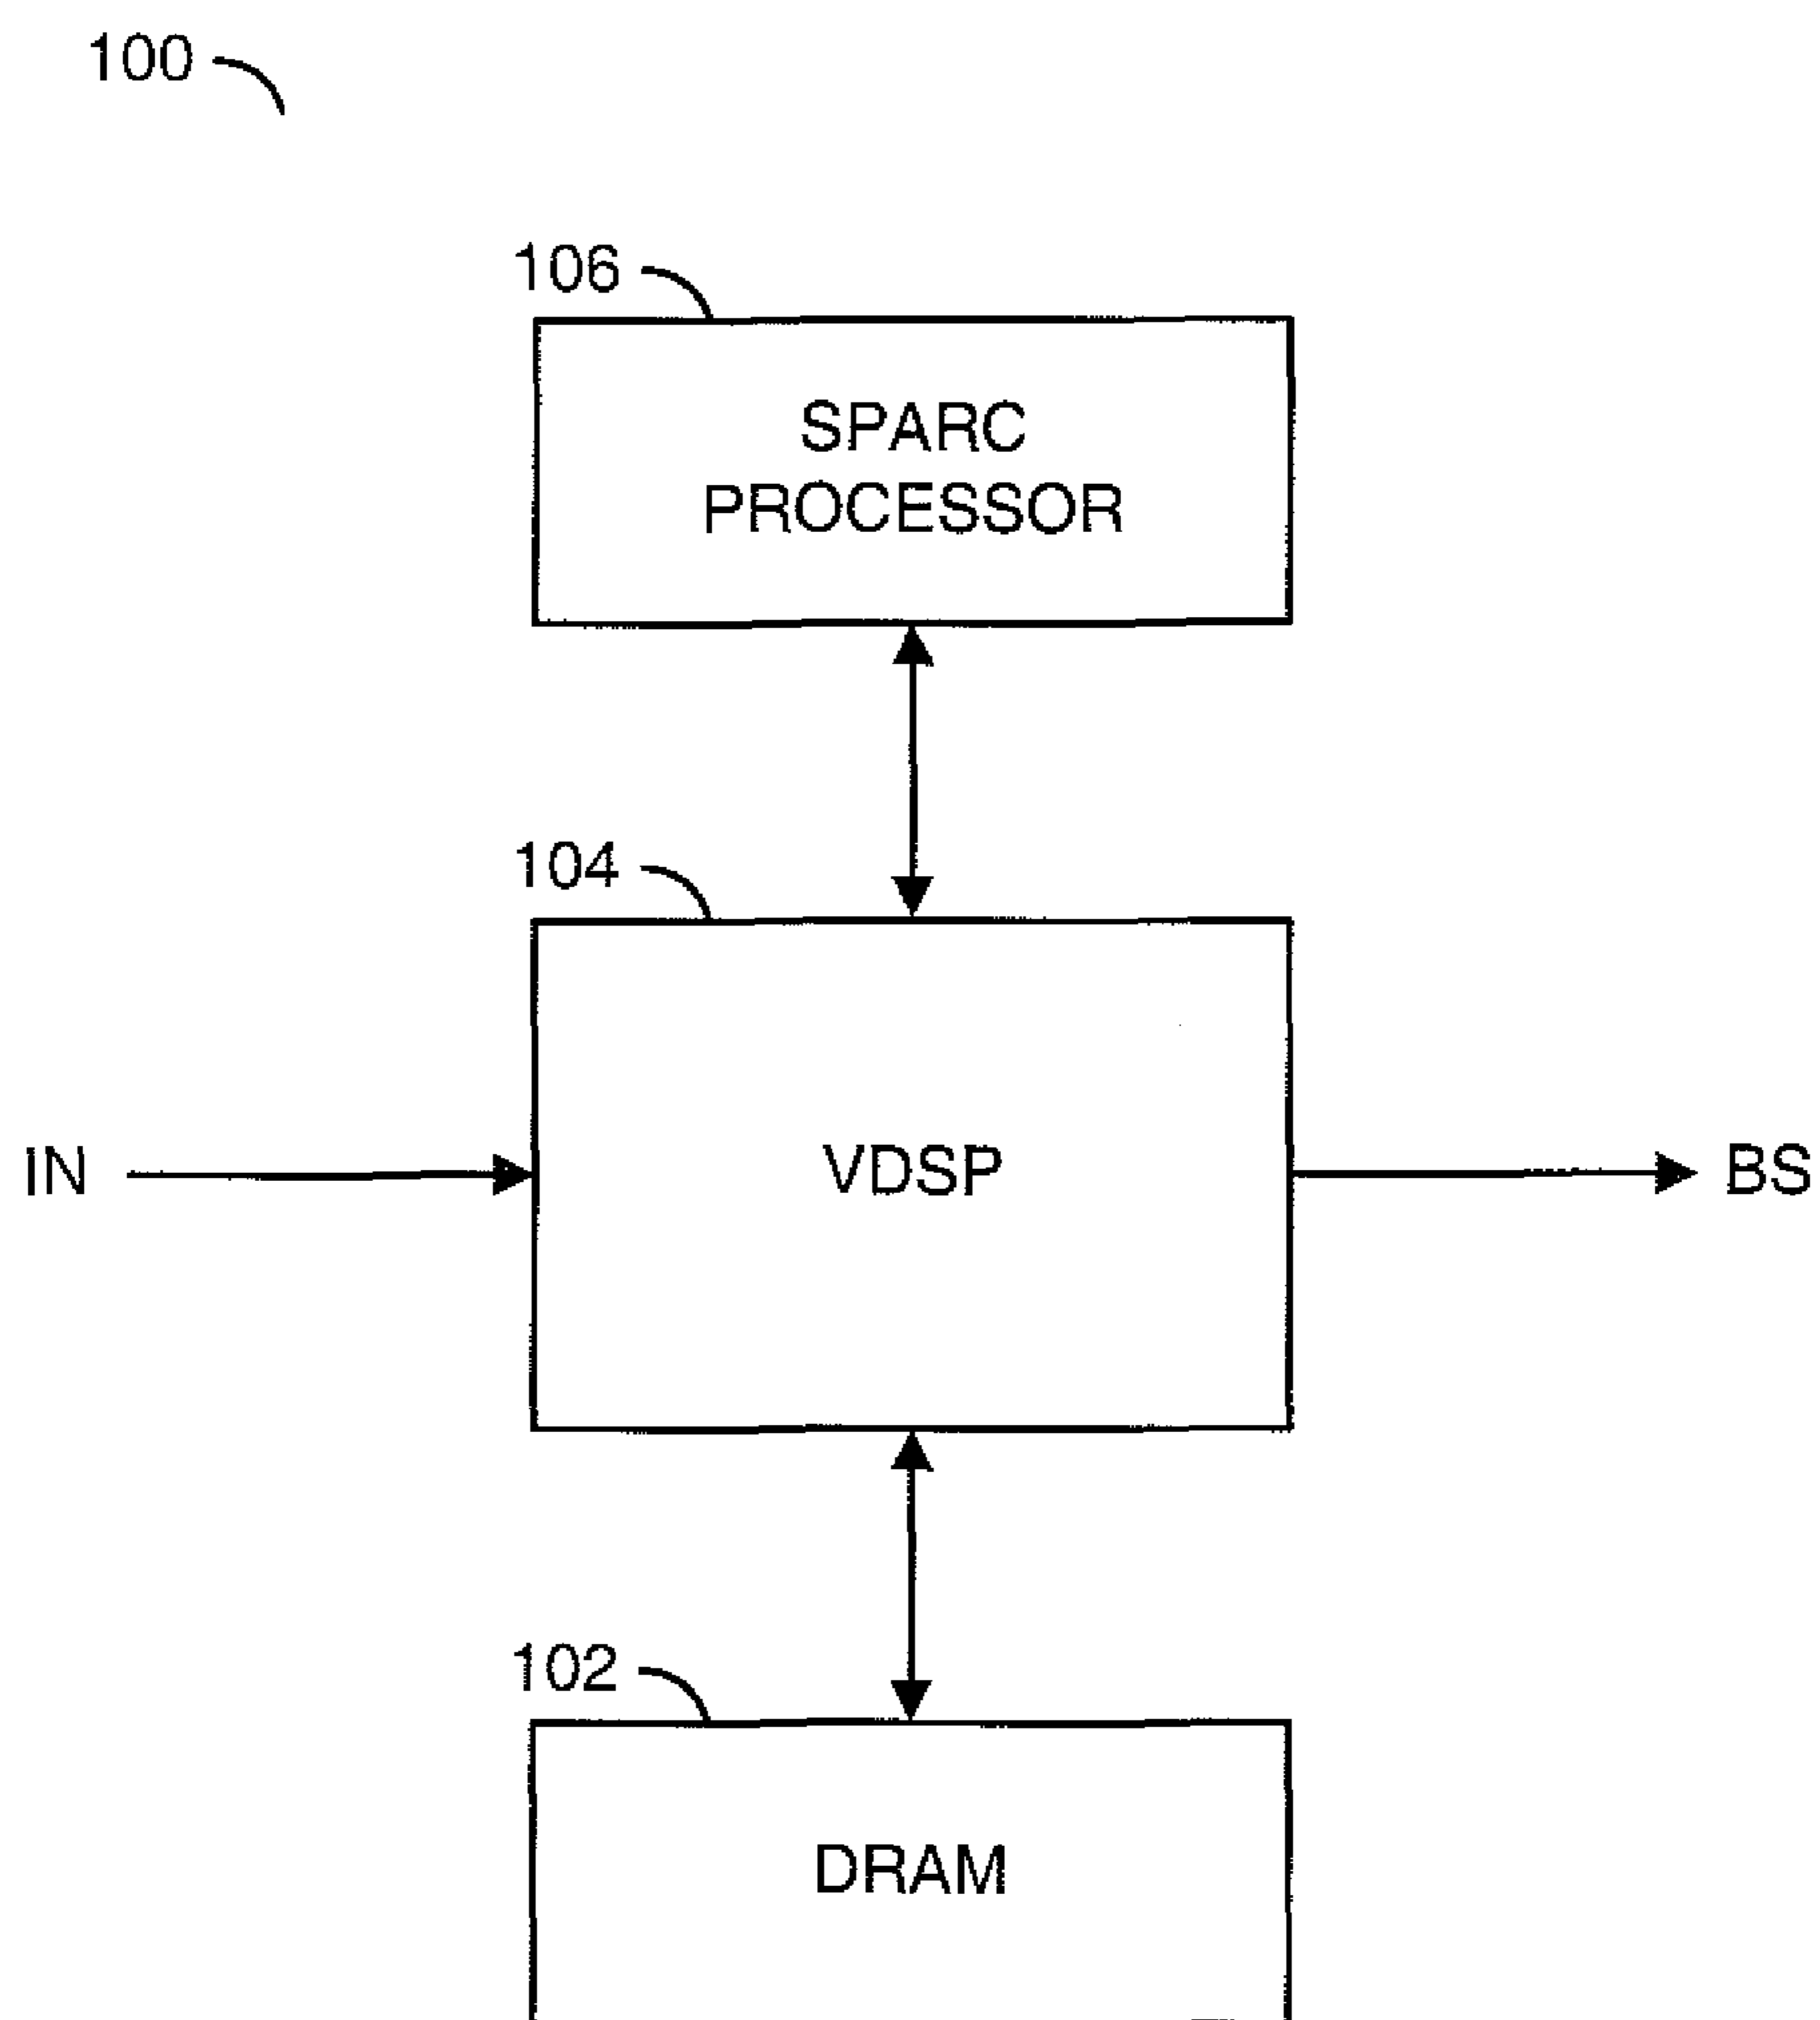 100
106
SPARC
PROCESSOR
104
IN
VDSP
BS
102
DRAM